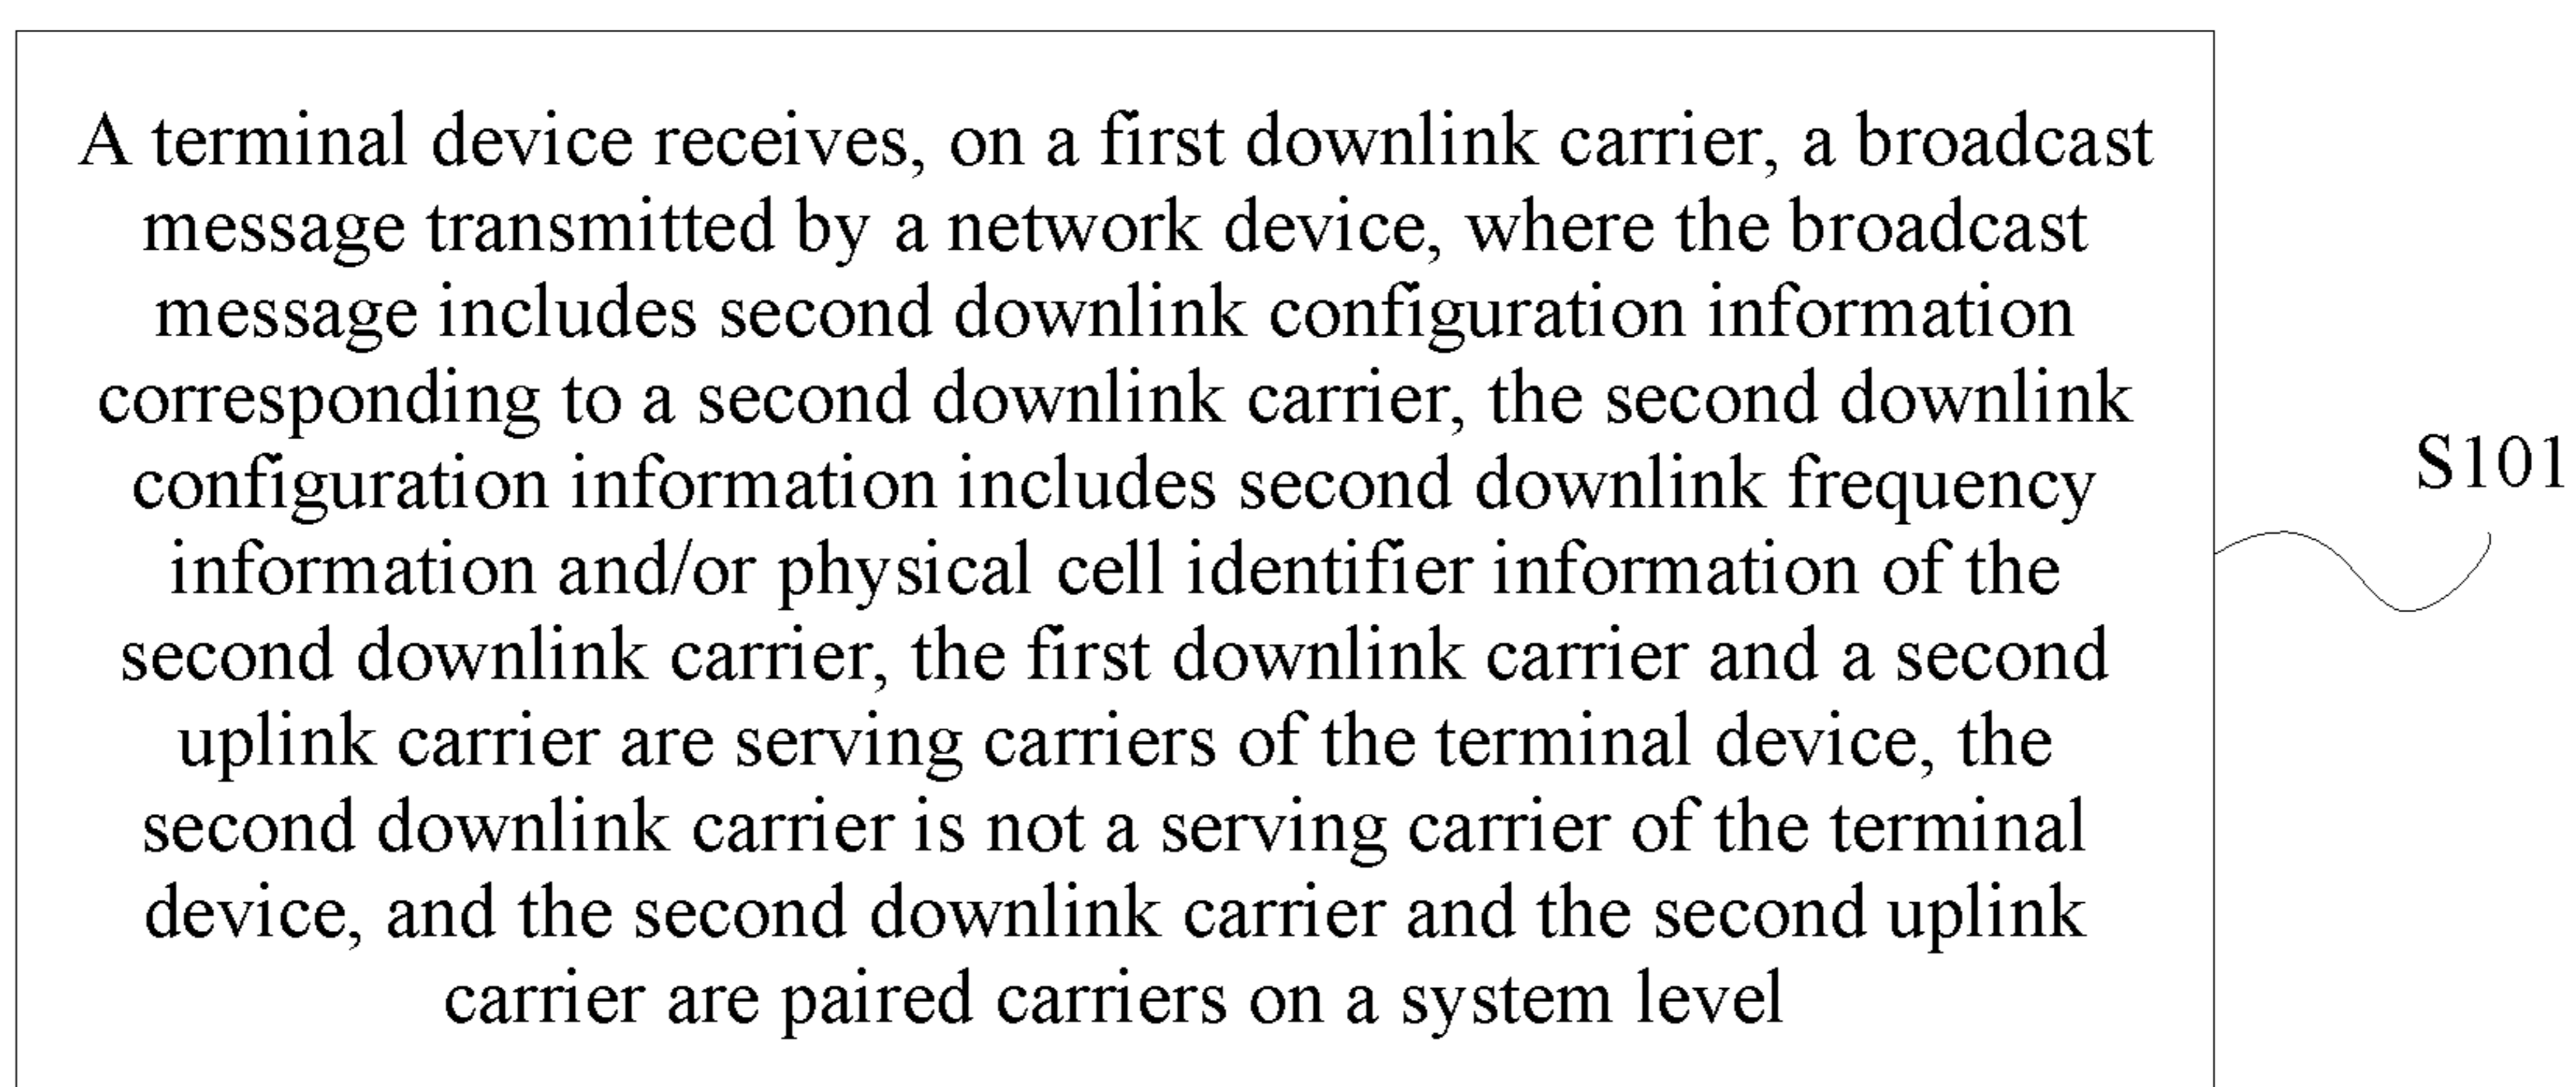 A terminal device receives, on a first downlink carrier, a broadcast
message transmitted by a network device, where the broadcast
message includes second downlink configuration information
corresponding to a second downlink carrier, the second downlink
configuration information includes second downlink frequency
information and/or physical cell identifier information of the
second downlink carrier, the first downlink carrier and a second
uplink carrier are serving carriers of the terminal device, the
second downlink carrier is not a serving carrier of the terminal
device, and the second downlink carrier and the second uplink
carrier are paired carriers on a system level
S101